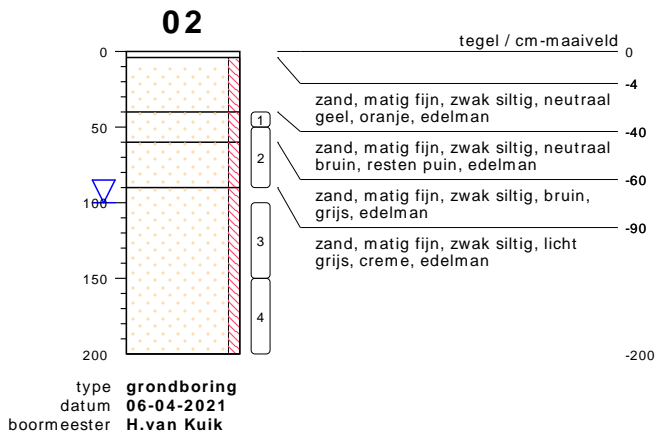 02
tegel / cm-maaiveld
0
0
-4
zand, matig fijn, zwak siltig, neutraal
geel, oranje, edelman
-40
1
50
zand, matig fijn, zwak siltig, neutraal
bruin, resten puin, edelman
2
-60
zand, matig fijn, zwak siltig, bruin,
grijs, edelman
100
-90
zand, matig fijn, zwak siltig, licht
grijs, creme, edelman
3
150
4
200
-200
type grondboring
datum 06-04-2021
boormeester H.van Kuik